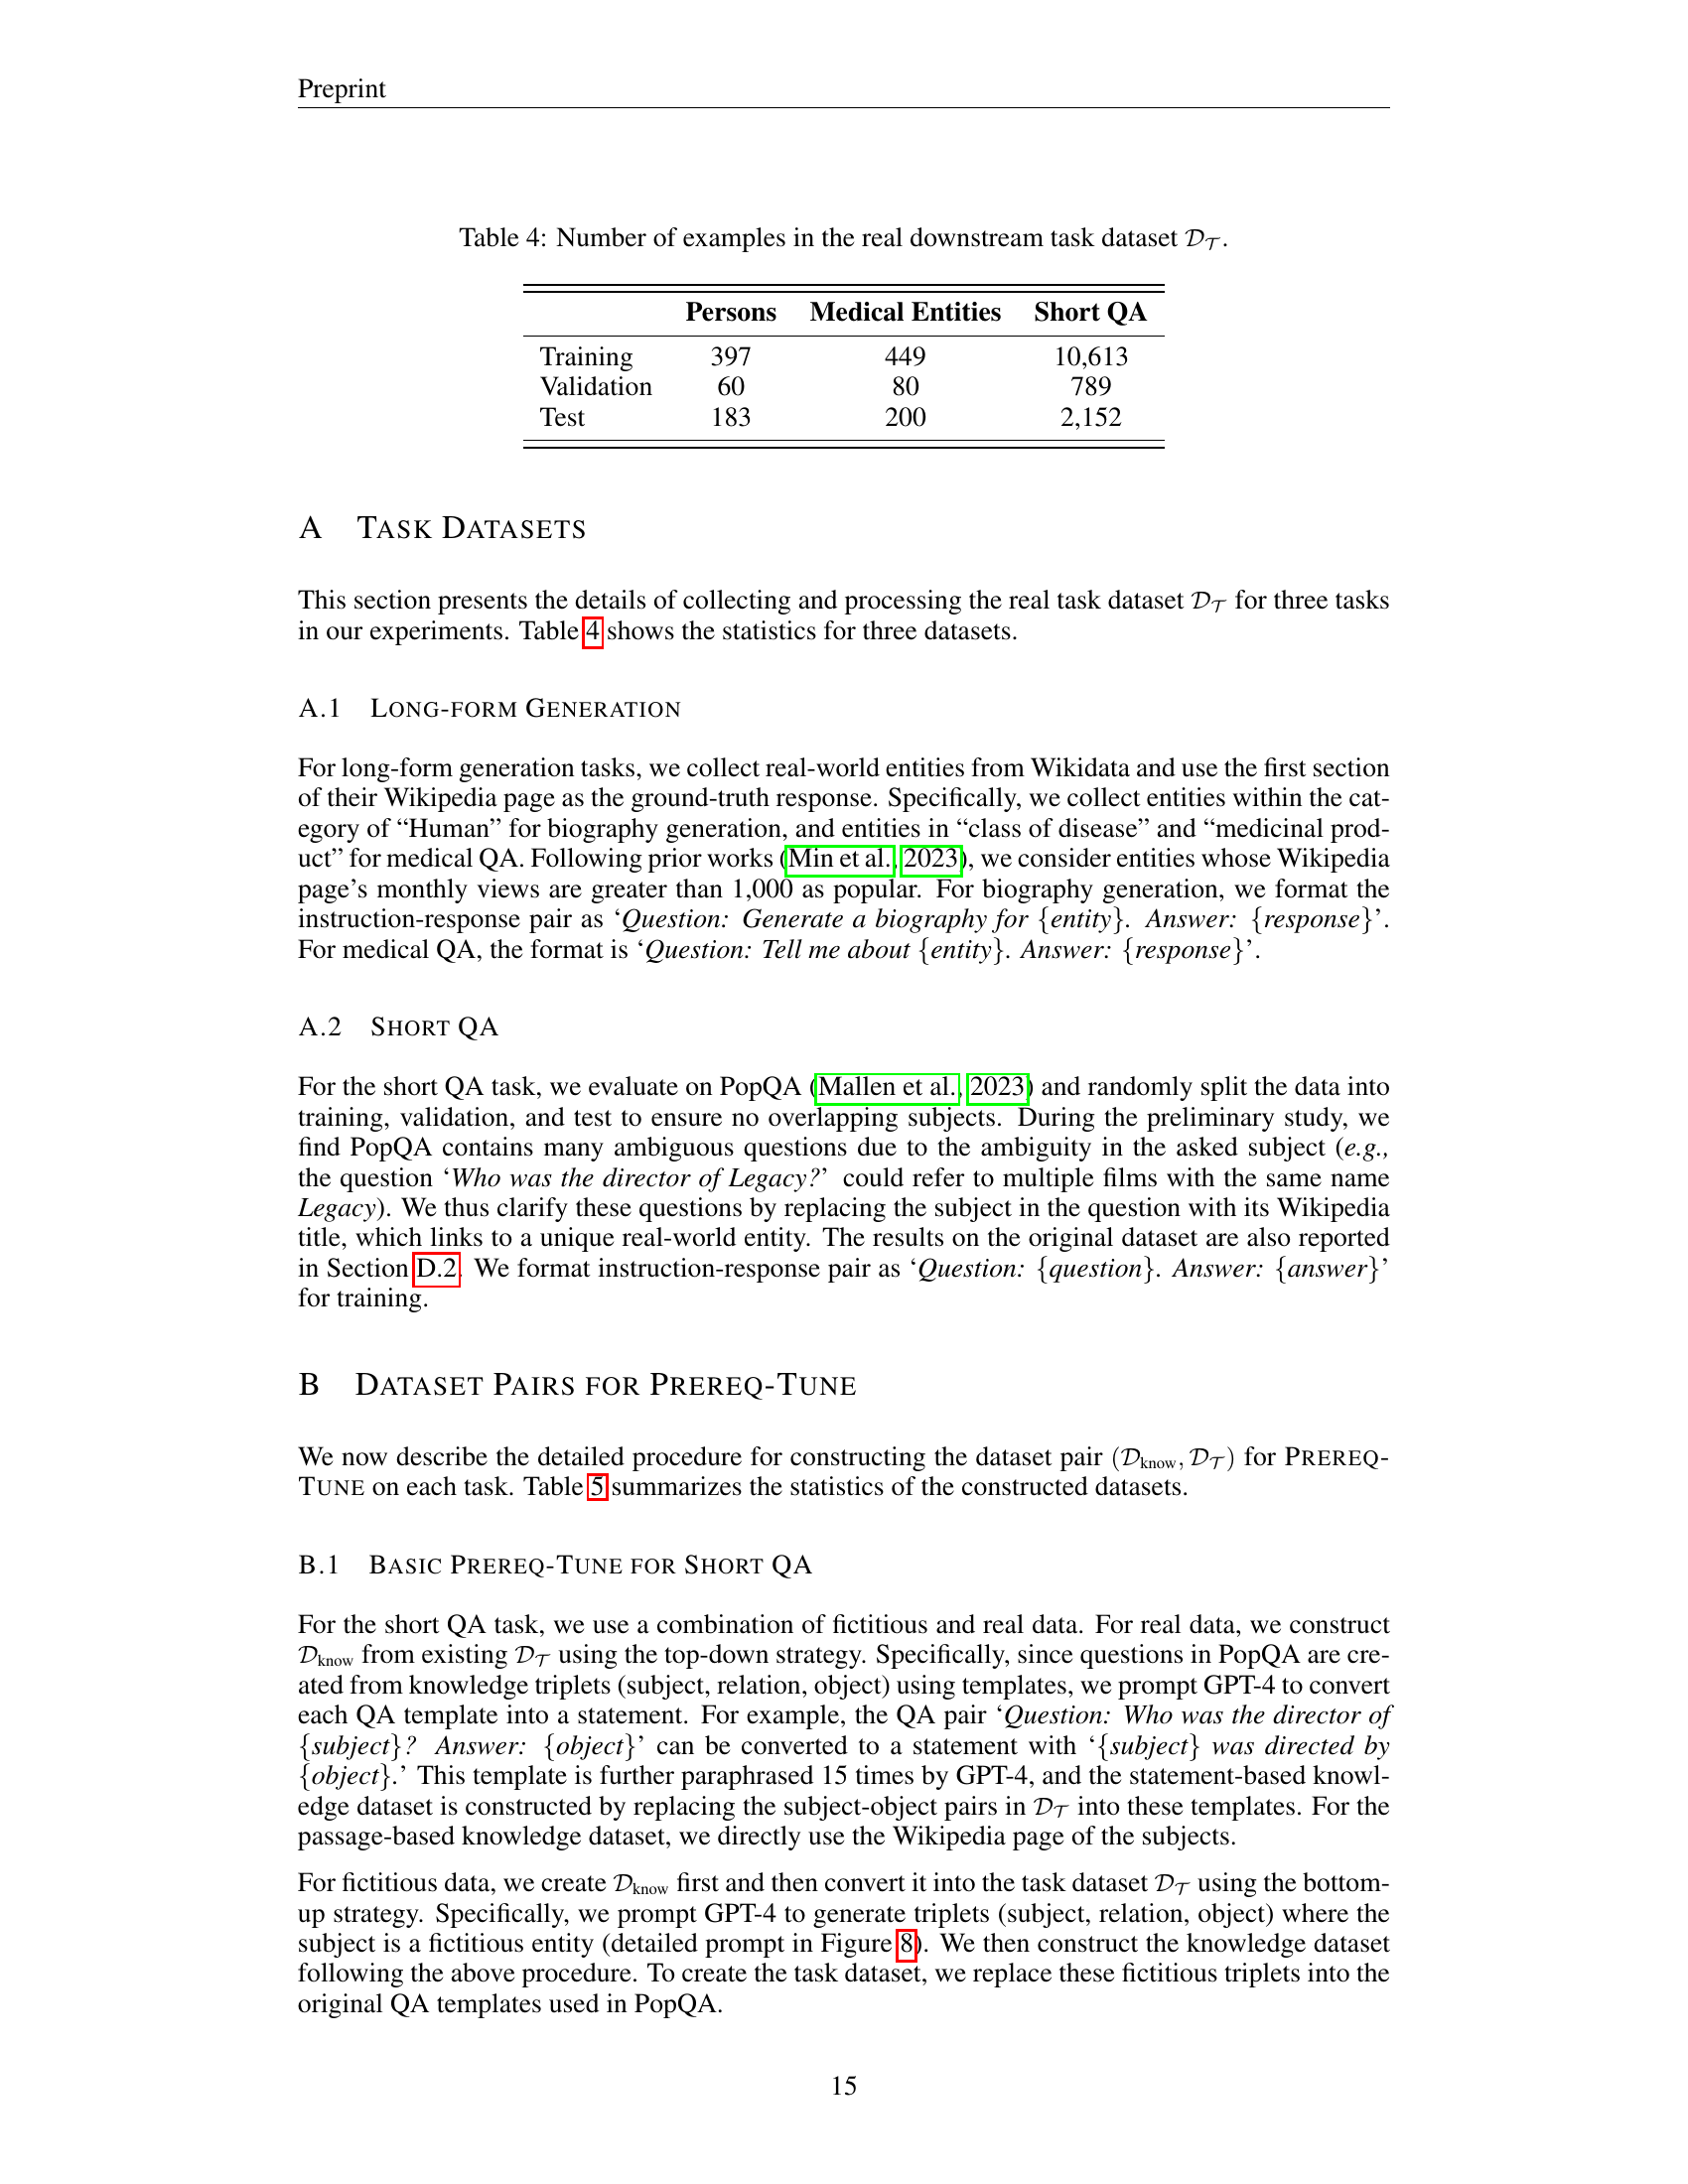 Preprint
Table 4: Number of examples in the real downstream task dataset 𝒟_𝒯.
Persons Medical Entities Short QA
Training 397 449 10,613
Validation 60 80 789
Test 183 200 2,152
A TASK DATASETS
This section presents the details of collecting and processing the real task dataset 𝒟_𝒯 for three tasks
in our experiments. Table 4 shows the statistics for three datasets.
A.1 LONG-FORM GENERATION
For long-form generation tasks, we collect real-world entities from Wikidata and use the first section
of their Wikipedia page as the ground-truth response. Specifically, we collect entities within the cat-
egory of “Human” for biography generation, and entities in “class of disease” and “medicinal prod-
uct” for medical QA. Following prior works (Min et al., 2023), we consider entities whose Wikipedia
page’s monthly views are greater than 1,000 as popular. For biography generation, we format the
instruction-response pair as ‘Question: Generate a biography for {entity}. Answer: {response}’.
For medical QA, the format is ‘Question: Tell me about {entity}. Answer: {response}’.
A.2 SHORT QA
For the short QA task, we evaluate on PopQA (Mallen et al., 2023) and randomly split the data into
training, validation, and test to ensure no overlapping subjects. During the preliminary study, we
find PopQA contains many ambiguous questions due to the ambiguity in the asked subject (e.g.,
the question ‘Who was the director of Legacy?’ could refer to multiple films with the same name
Legacy). We thus clarify these questions by replacing the subject in the question with its Wikipedia
title, which links to a unique real-world entity. The results on the original dataset are also reported
in Section D.2. We format instruction-response pair as ‘Question: {question}. Answer: {answer}’
for training.
B DATASET PAIRS FOR PREREQ-TUNE
We now describe the detailed procedure for constructing the dataset pair (𝒟_know, 𝒟_𝒯) for PREREQ-
TUNE on each task. Table 5 summarizes the statistics of the constructed datasets.
B.1 BASIC PREREQ-TUNE FOR SHORT QA
For the short QA task, we use a combination of fictitious and real data. For real data, we construct
𝒟_know from existing 𝒟_𝒯 using the top-down strategy. Specifically, since questions in PopQA are cre-
ated from knowledge triplets (subject, relation, object) using templates, we prompt GPT-4 to convert
each QA template into a statement. For example, the QA pair ‘Question: Who was the director of
{subject}? Answer: {object}’ can be converted to a statement with ‘{subject} was directed by
{object}.’ This template is further paraphrased 15 times by GPT-4, and the statement-based knowl-
edge dataset is constructed by replacing the subject-object pairs in 𝒟_𝒯 into these templates. For the
passage-based knowledge dataset, we directly use the Wikipedia page of the subjects.
For fictitious data, we create 𝒟_know first and then convert it into the task dataset 𝒟_𝒯 using the bottom-
up strategy. Specifically, we prompt GPT-4 to generate triplets (subject, relation, object) where the
subject is a fictitious entity (detailed prompt in Figure 8). We then construct the knowledge dataset
following the above procedure. To create the task dataset, we replace these fictitious triplets into the
original QA templates used in PopQA.
15